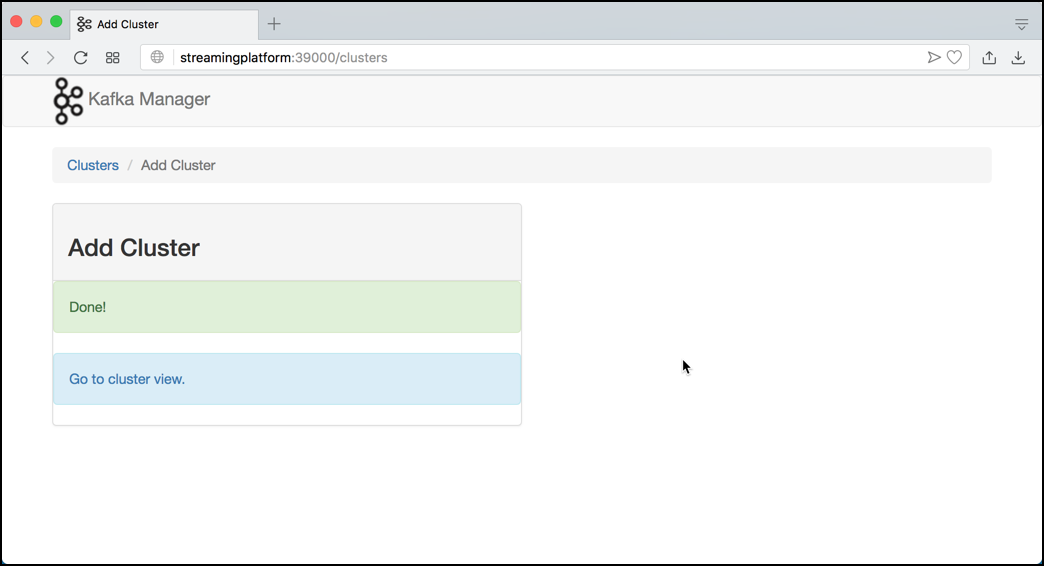 Add Cluster
streamingplatform:39000/clusters
Kafka Manager
Clusters / Add Cluster
Add Cluster
Done!
Go to cluster view.